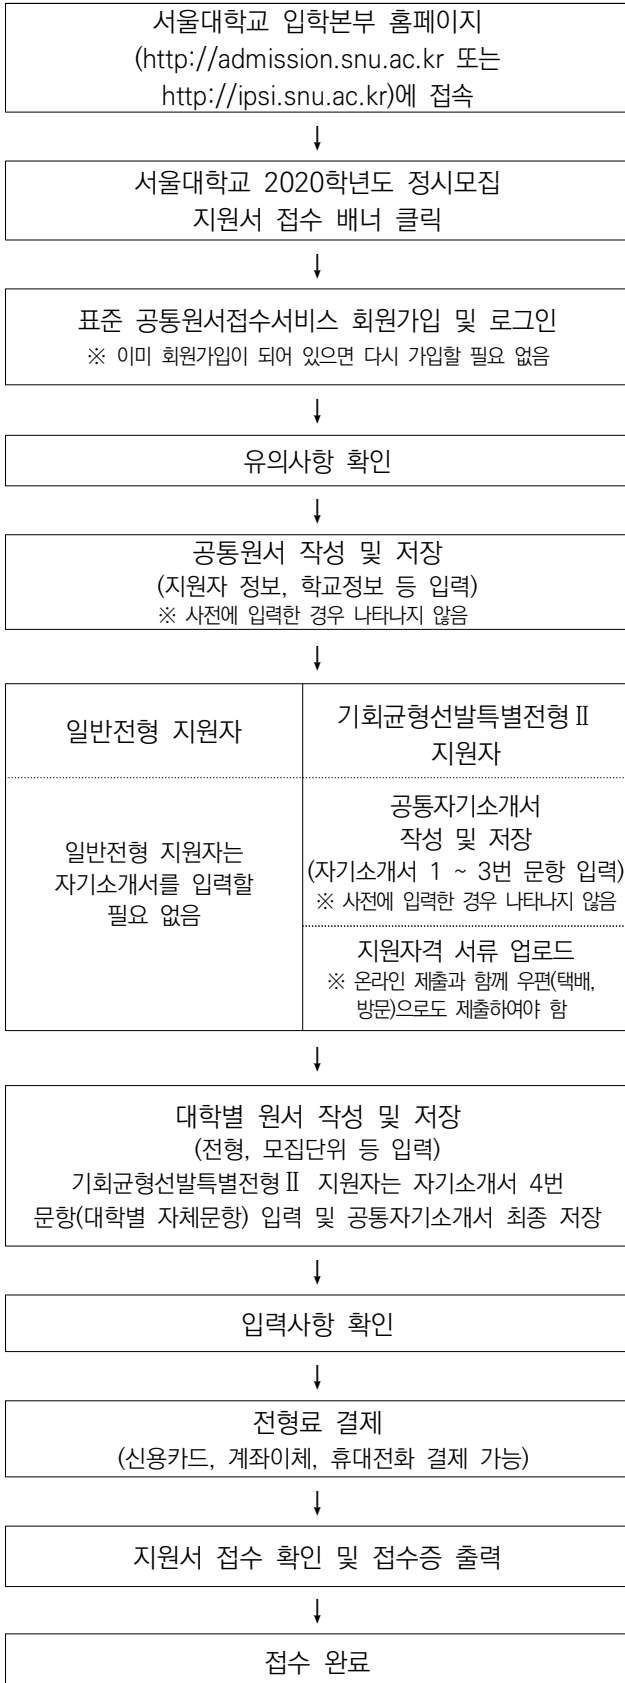 서울대학교 입학본부 홈페이지
(http://admission.snu.ac.kr 또는
http://ipsi.snu.ac.kr)에 접속
↓
서울대학교 2020학년도 정시모집
지원서 접수 배너 클릭
↓
표준 공통원서접수서비스 회원가입 및 로그인
※ 이미 회원가입이 되어 있으면 다시 가입할 필요 없음
↓
유의사항 확인
↓
공통원서 작성 및 저장
(지원자 정보, 학교정보 등 입력)
※ 사전에 입력한 경우 나타나지 않음
↓
일반전형 지원자
기회균형선발특별전형Ⅱ
지원자
일반전형 지원자는
자기소개서를 입력할
필요 없음
공통자기소개서
작성 및 저장
(자기소개서 1 ~ 3번 문항 입력)
※ 사전에 입력한 경우 나타나지 않음
지원자격 서류 업로드
※ 온라인 제출과 함께 우편(택배,
방문)으로도 제출하여야 함
↓
대학별 원서 작성 및 저장
(전형, 모집단위 등 입력)
기회균형선발특별전형Ⅱ 지원자는 자기소개서 4번
문항(대학별 자체문항) 입력 및 공통자기소개서 최종 저장
↓
입력사항 확인
↓
전형료 결제
(신용카드, 계좌이체, 휴대전화 결제 가능)
↓
지원서 접수 확인 및 접수증 출력
↓
접수 완료